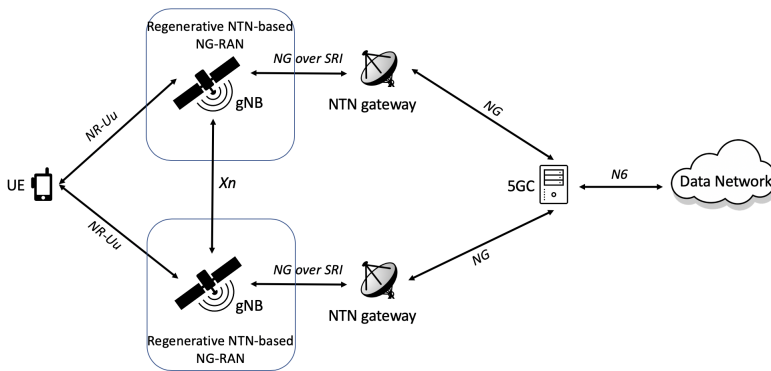 Regenerative NTN-based
NG-RAN
NG over SRI
gNB
NTN gateway
NR-Uu
NG
UE
Xn
5GC
N6
Data Network
NR-Uu
NG
NG over SRI
gNB
NTN gateway
Regenerative NTN-based
NG-RAN